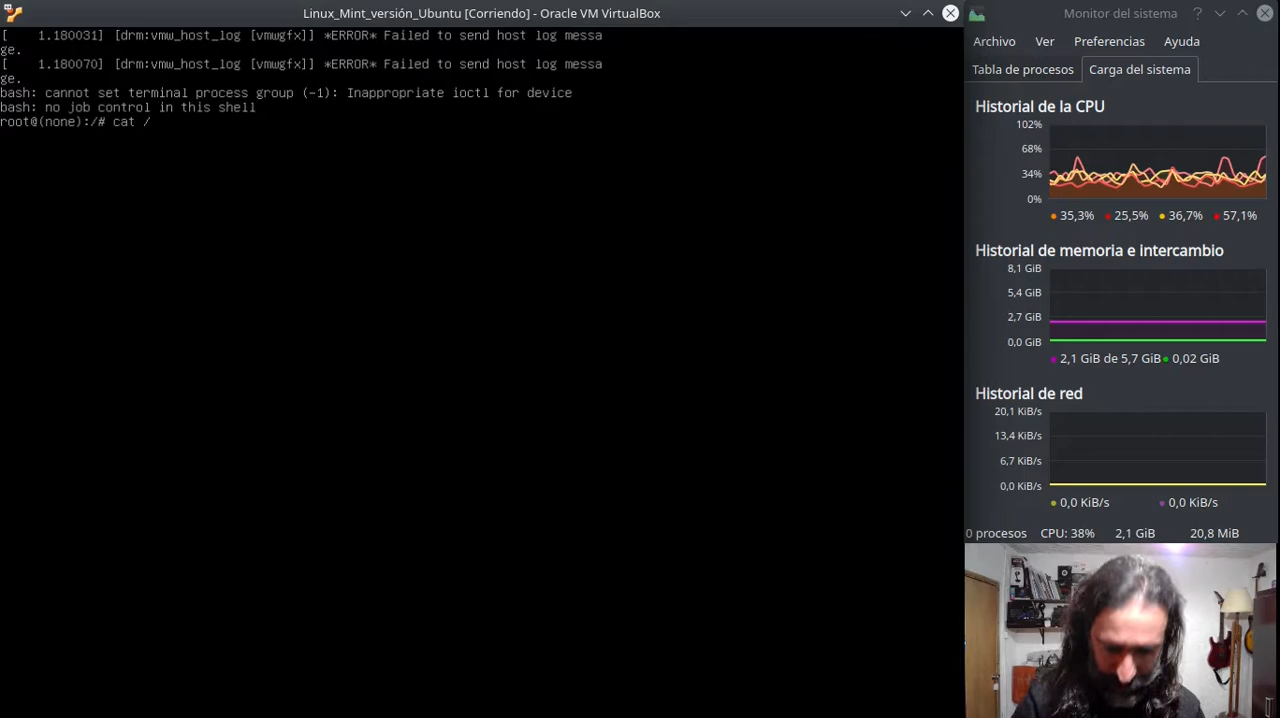 Linux_Mint_versión_Ubuntu [Corriendo] - Oracle VM VirtualBox
[    1.180031] [drm:vmw_host_log [vmwgfx]] *ERROR* Failed to send host log messa
ge.
[    1.180070] [drm:vmw_host_log [vmwgfx]] *ERROR* Failed to send host log messa
ge.
bash: cannot set terminal process group (-1): Inappropriate ioctl for device
bash: no job control in this shell
root@(none):/# cat /
Monitor del sistema
Archivo Ver Preferencias Ayuda
Tabla de procesos Carga del sistema
Historial de la CPU
102%
68%
34%
0%
35,3% 25,5% 36,7% 57,1%
Historial de memoria e intercambio
8,1 GiB
5,4 GiB
2,7 GiB
0,0 GiB
2,1 GiB de 5,7 GiB 0,02 GiB
Historial de red
20,1 KiB/s
13,4 KiB/s
6,7 KiB/s
0,0 KiB/s
0,0 KiB/s 0,0 KiB/s
0 procesos CPU: 38% 2,1 GiB 20,8 MiB